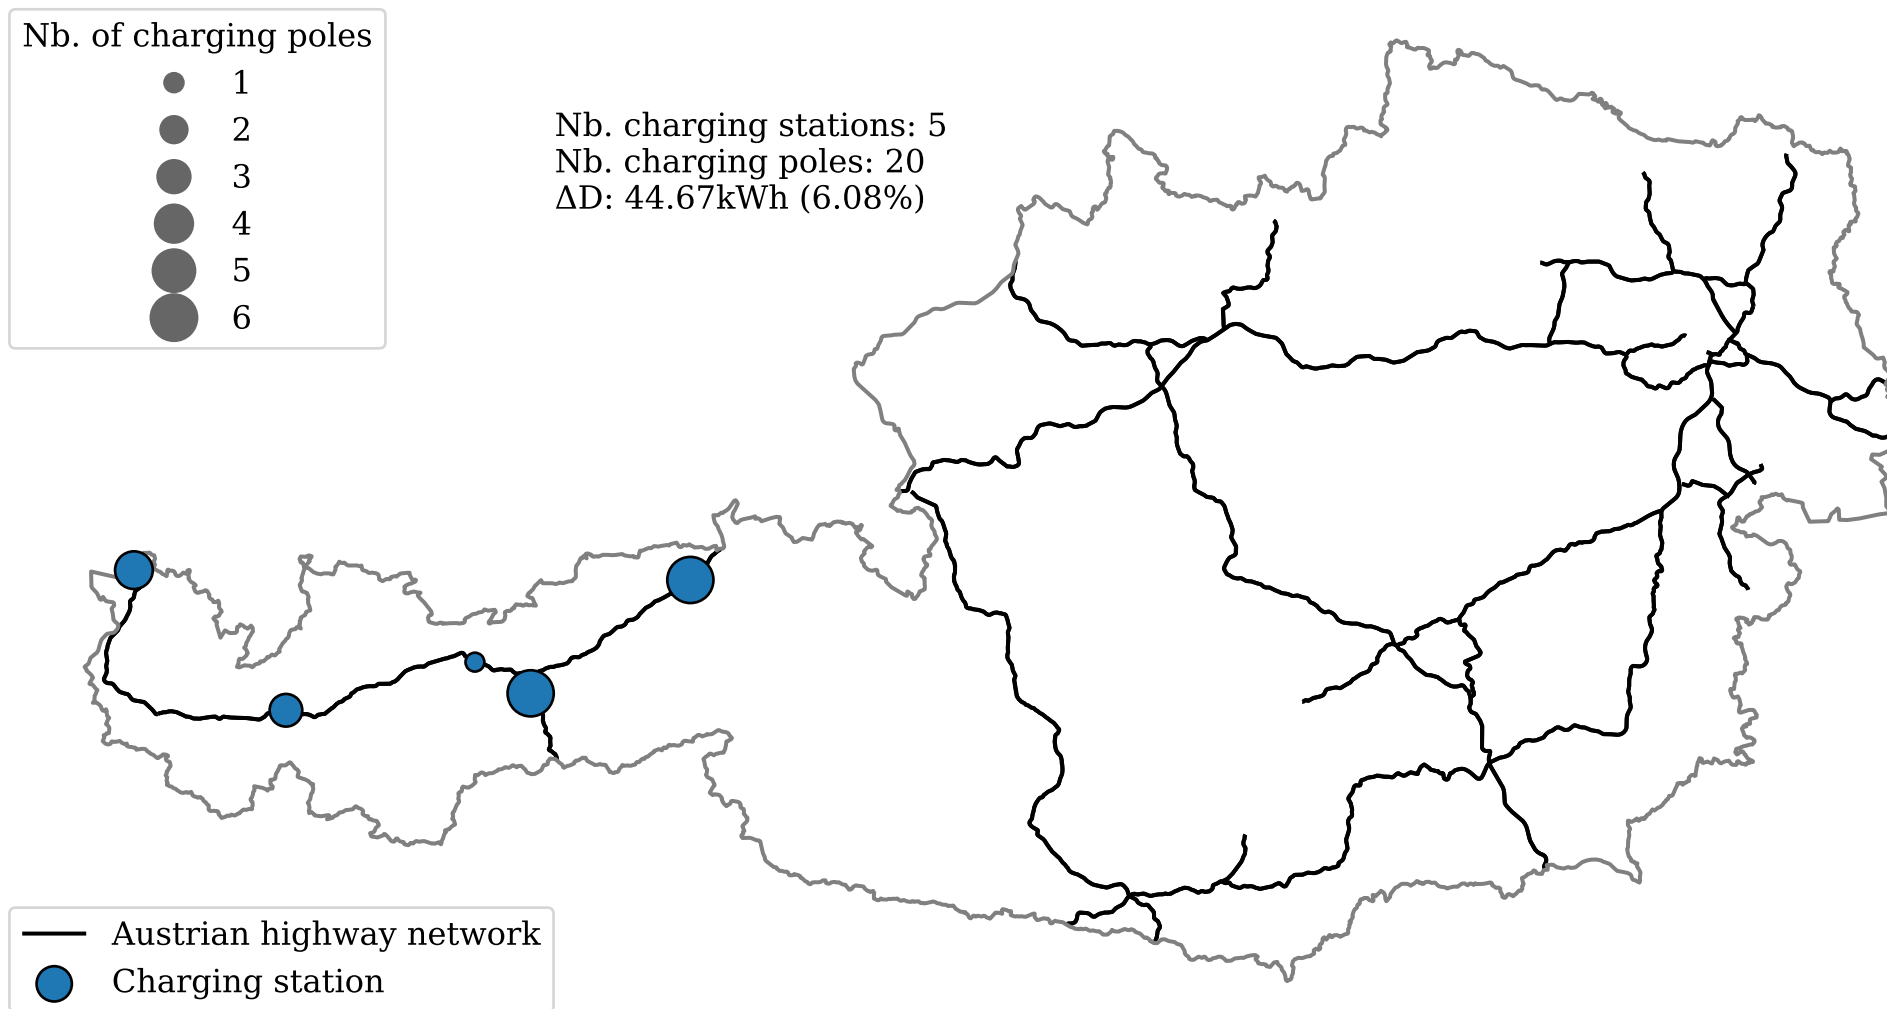 Nb. of charging poles
1
2
3
4
5
6
Nb. charging stations: 5
Nb. charging poles: 20
ΔD: 44.67kWh (6.08%)
Austrian highway network
Charging station